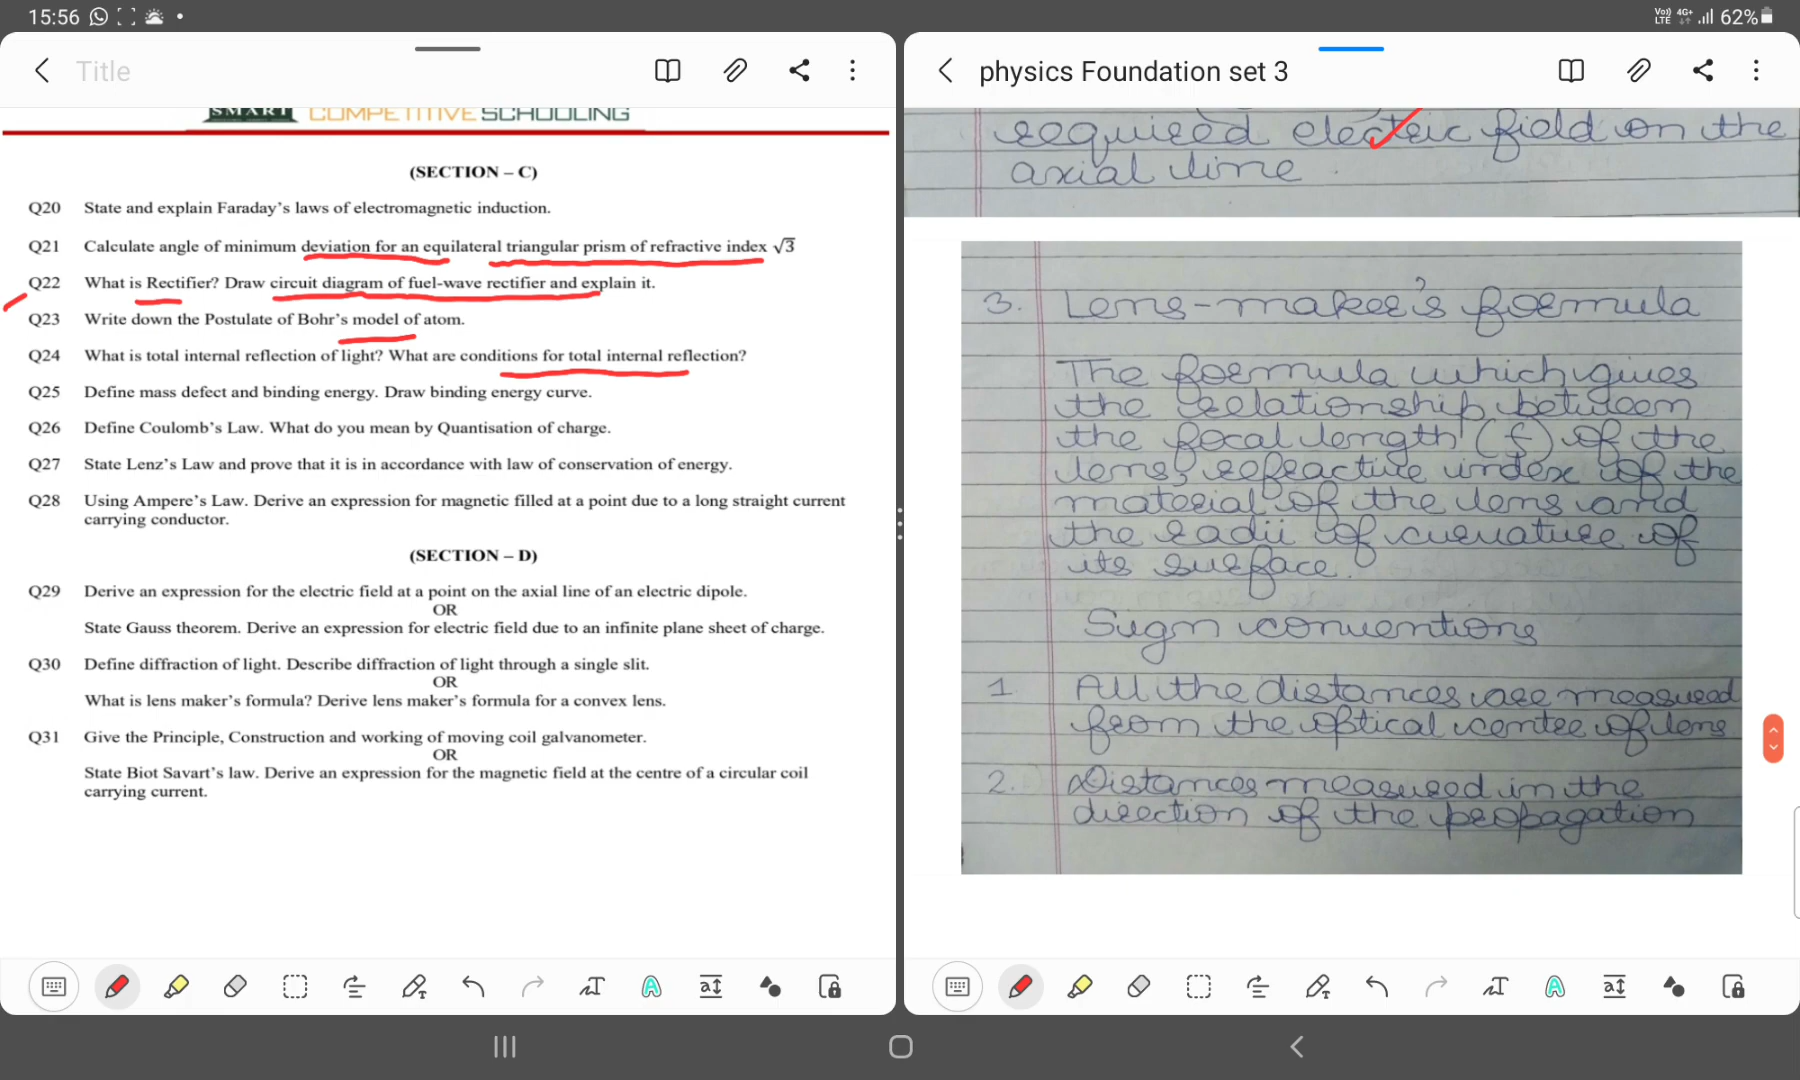 15:56
Vo)) LTE 4G+ 62%
Title
SMART COMPETITIVE SCHOOLING
(SECTION – C)
Q20 State and explain Faraday's laws of electromagnetic induction.
Q21 Calculate angle of minimum deviation for an equilateral triangular prism of refractive index √3
Q22 What is Rectifier? Draw circuit diagram of fuel-wave rectifier and explain it.
Q23 Write down the Postulate of Bohr's model of atom.
Q24 What is total internal reflection of light? What are conditions for total internal reflection?
Q25 Define mass defect and binding energy. Draw binding energy curve.
Q26 Define Coulomb's Law. What do you mean by Quantisation of charge.
Q27 State Lenz's Law and prove that it is in accordance with law of conservation of energy.
Q28 Using Ampere's Law. Derive an expression for magnetic filled at a point due to a long straight current
carrying conductor.
(SECTION – D)
Q29 Derive an expression for the electric field at a point on the axial line of an electric dipole.
OR
State Gauss theorem. Derive an expression for electric field due to an infinite plane sheet of charge.
Q30 Define diffraction of light. Describe diffraction of light through a single slit.
OR
What is lens maker's formula? Derive lens maker's formula for a convex lens.
Q31 Give the Principle, Construction and working of moving coil galvanometer.
OR
State Biot Savart's law. Derive an expression for the magnetic field at the centre of a circular coil
carrying current.
physics Foundation set 3
required electric field on the
axial line.
3. Lens-maker's formula
The formula which gives
the relationship between
the focal length (f) of the
lens, refractive index of the
material of the lens and
the radii of curvature of
its surface.
Sign conventions
1. All the distances are measured
from the optical centre of lens
2. Distances measured in the
direction of the propagation